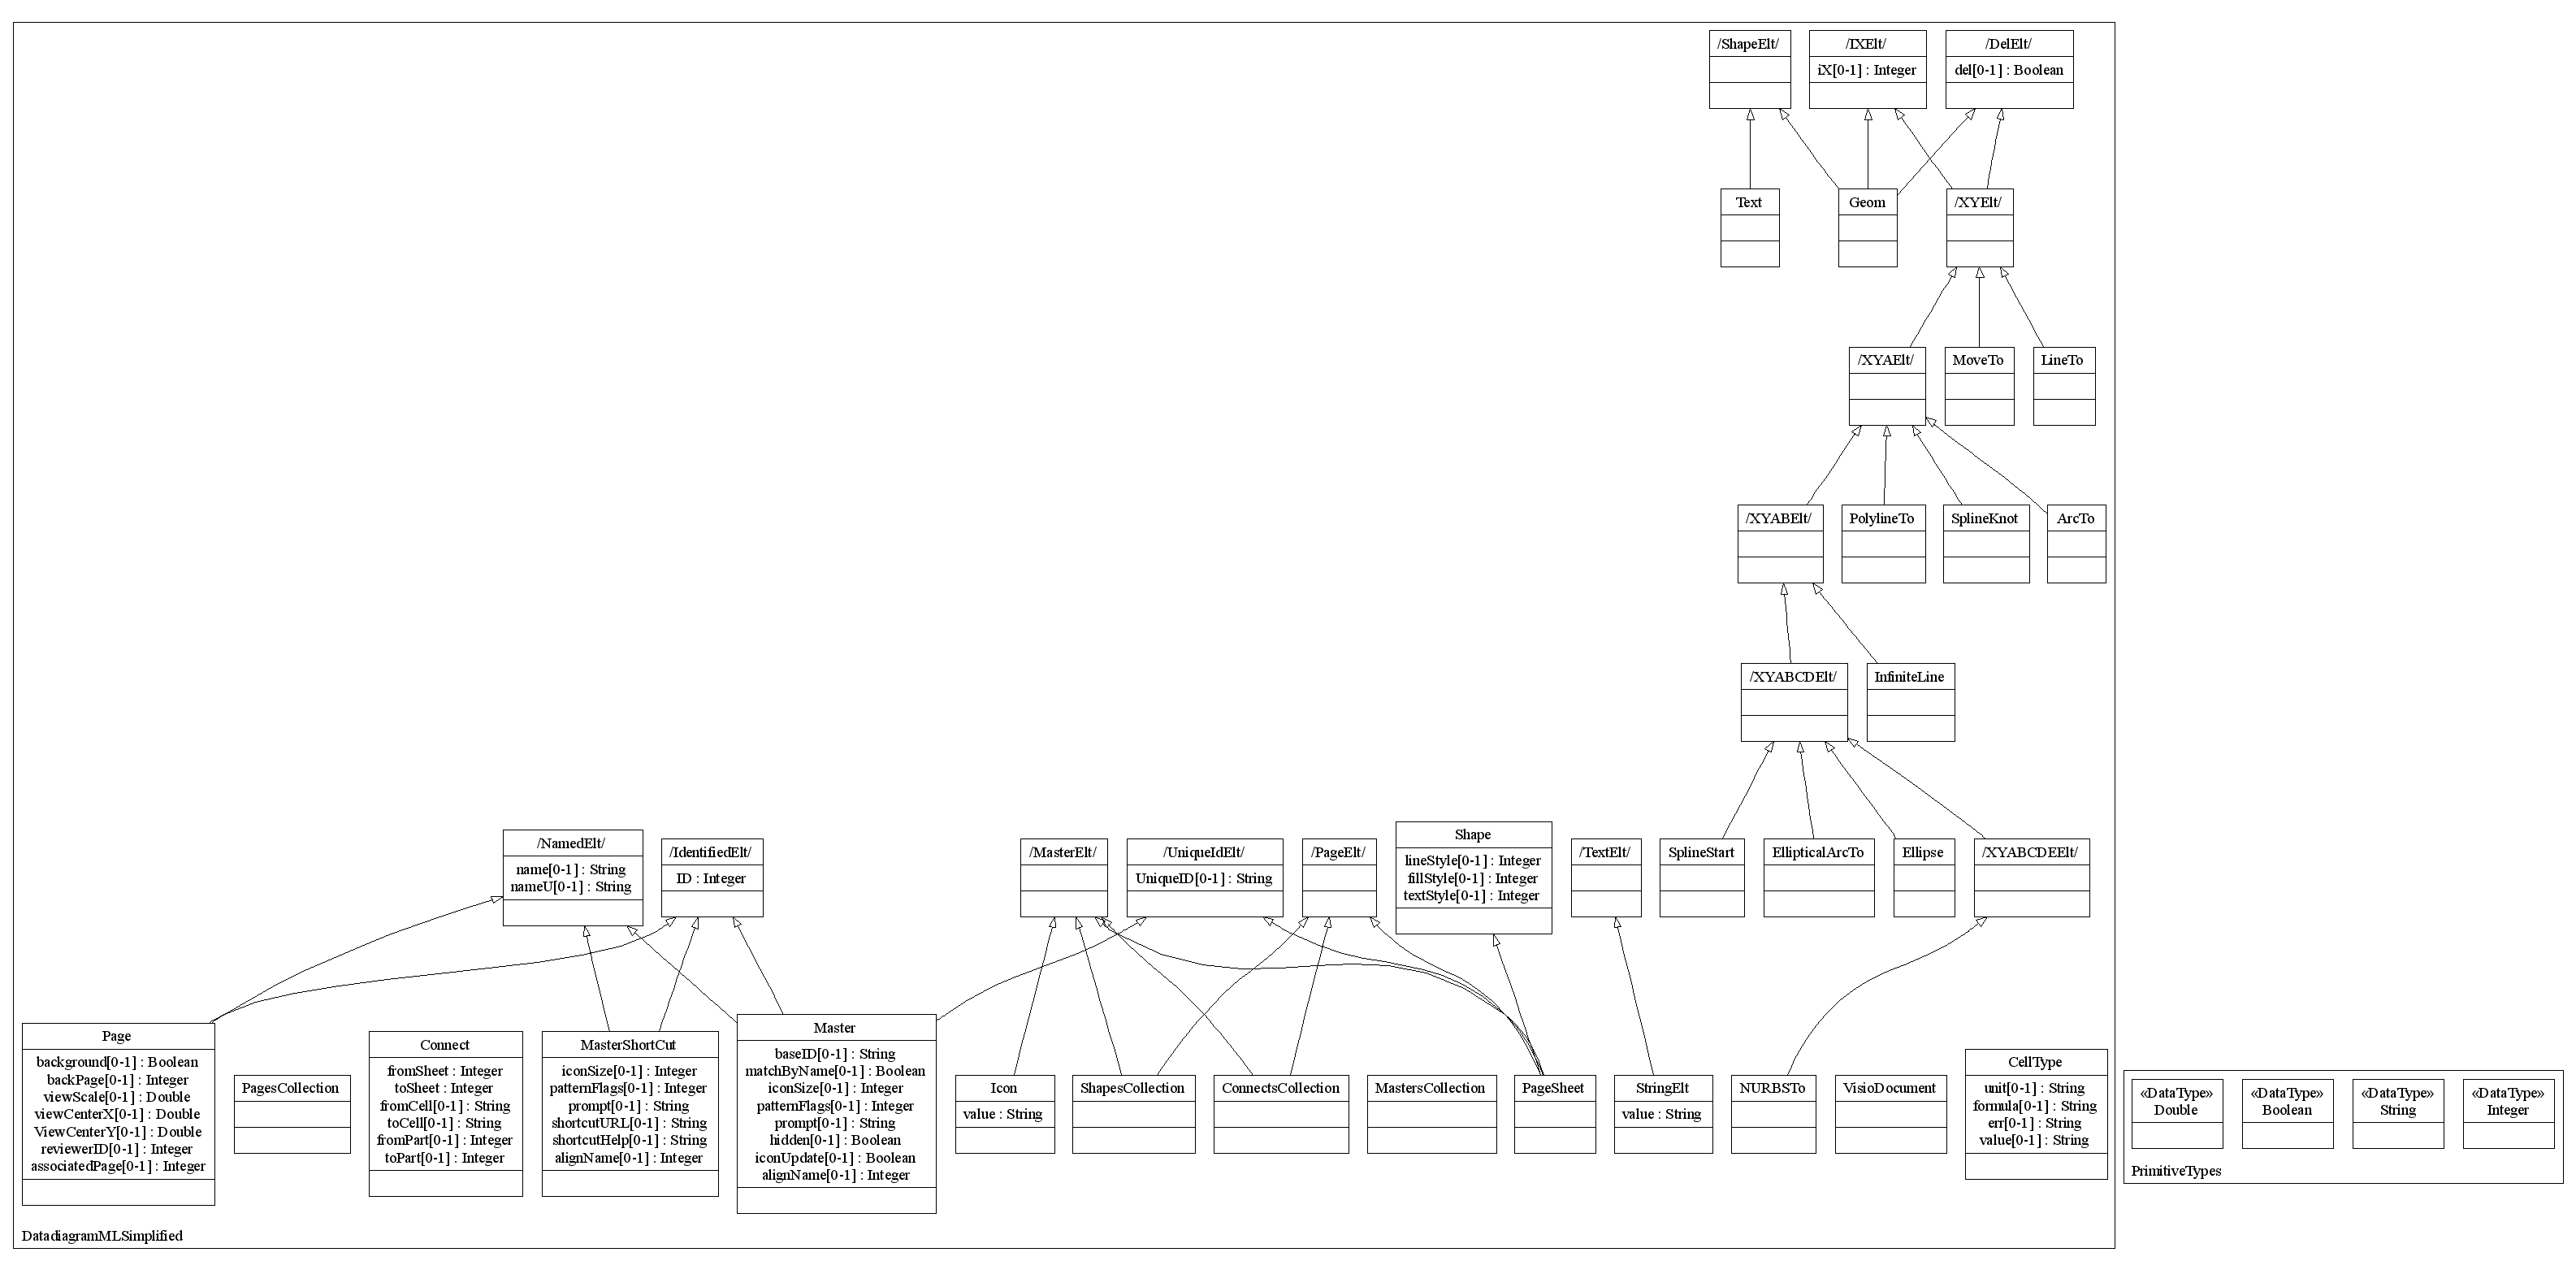 /ShapeElt/
/IXElt/
iX[0-1] : Integer
/DelElt/
del[0-1] : Boolean
Text
Geom
/XYElt/
/XYAElt/
MoveTo
LineTo
/XYABElt/
PolylineTo
SplineKnot
ArcTo
/XYABCDElt/
InfiniteLine
/NamedElt/
name[0-1] : String
nameU[0-1] : String
/IdentifiedElt/
ID : Integer
/MasterElt/
/UniqueIdElt/
UniqueID[0-1] : String
/PageElt/
Shape
lineStyle[0-1] : Integer
fillStyle[0-1] : Integer
textStyle[0-1] : Integer
/TextElt/
SplineStart
EllipticalArcTo
Ellipse
/XYABCDEElt/
Page
background[0-1] : Boolean
backPage[0-1] : Integer
viewScale[0-1] : Double
viewCenterX[0-1] : Double
ViewCenterY[0-1] : Double
reviewerID[0-1] : Integer
associatedPage[0-1] : Integer
PagesCollection
Connect
fromSheet : Integer
toSheet : Integer
fromCell[0-1] : String
toCell[0-1] : String
fromPart[0-1] : Integer
toPart[0-1] : Integer
MasterShortCut
iconSize[0-1] : Integer
patternFlags[0-1] : Integer
prompt[0-1] : String
shortcutURL[0-1] : String
shortcutHelp[0-1] : String
alignName[0-1] : Integer
Master
baseID[0-1] : String
matchByName[0-1] : Boolean
iconSize[0-1] : Integer
patternFlags[0-1] : Integer
prompt[0-1] : String
hidden[0-1] : Boolean
iconUpdate[0-1] : Boolean
alignName[0-1] : Integer
Icon
value : String
ShapesCollection
ConnectsCollection
MastersCollection
PageSheet
StringElt
value : String
NURBSTo
VisioDocument
CellType
unit[0-1] : String
formula[0-1] : String
err[0-1] : String
value[0-1] : String
DatadiagramMLSimplified
«DataType»
Double
«DataType»
Boolean
«DataType»
String
«DataType»
Integer
PrimitiveTypes